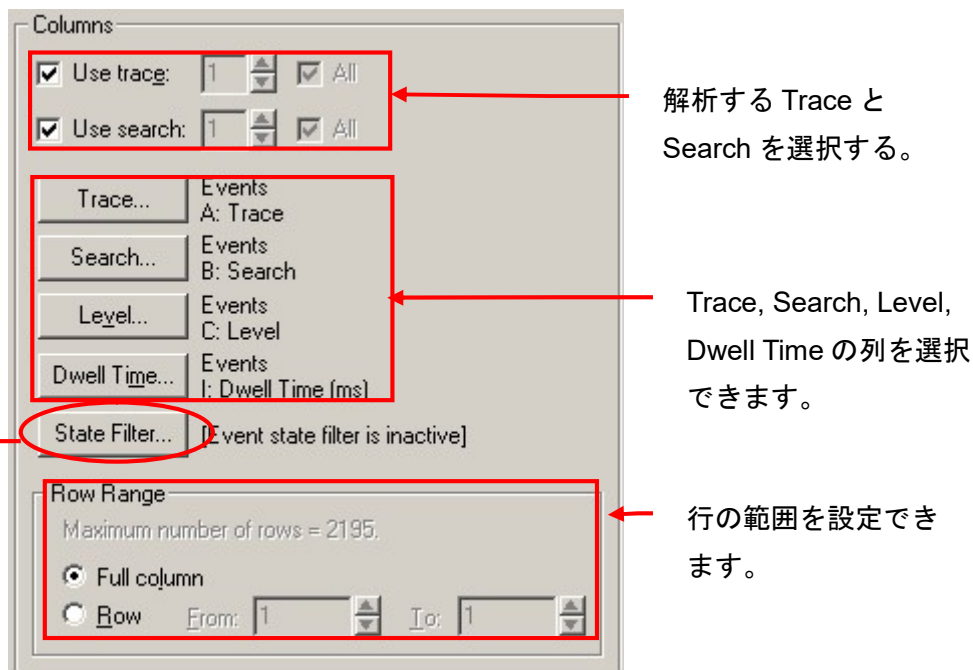 Columns
Use trace: 1 All
Use search: 1 All
解析する Trace と
Search を選択する。
Trace... Events
A: Trace
Search... Events
B: Search
Level... Events
C: Level
Dwell Time... Events
I: Dwell Time (ms)
Trace, Search, Level,
Dwell Time の列を選択
できます。
State Filter... [Event state filter is inactive]
Row Range
Maximum number of rows = 2195.
Full column
Row From: 1 To: 1
行の範囲を設定でき
ます。